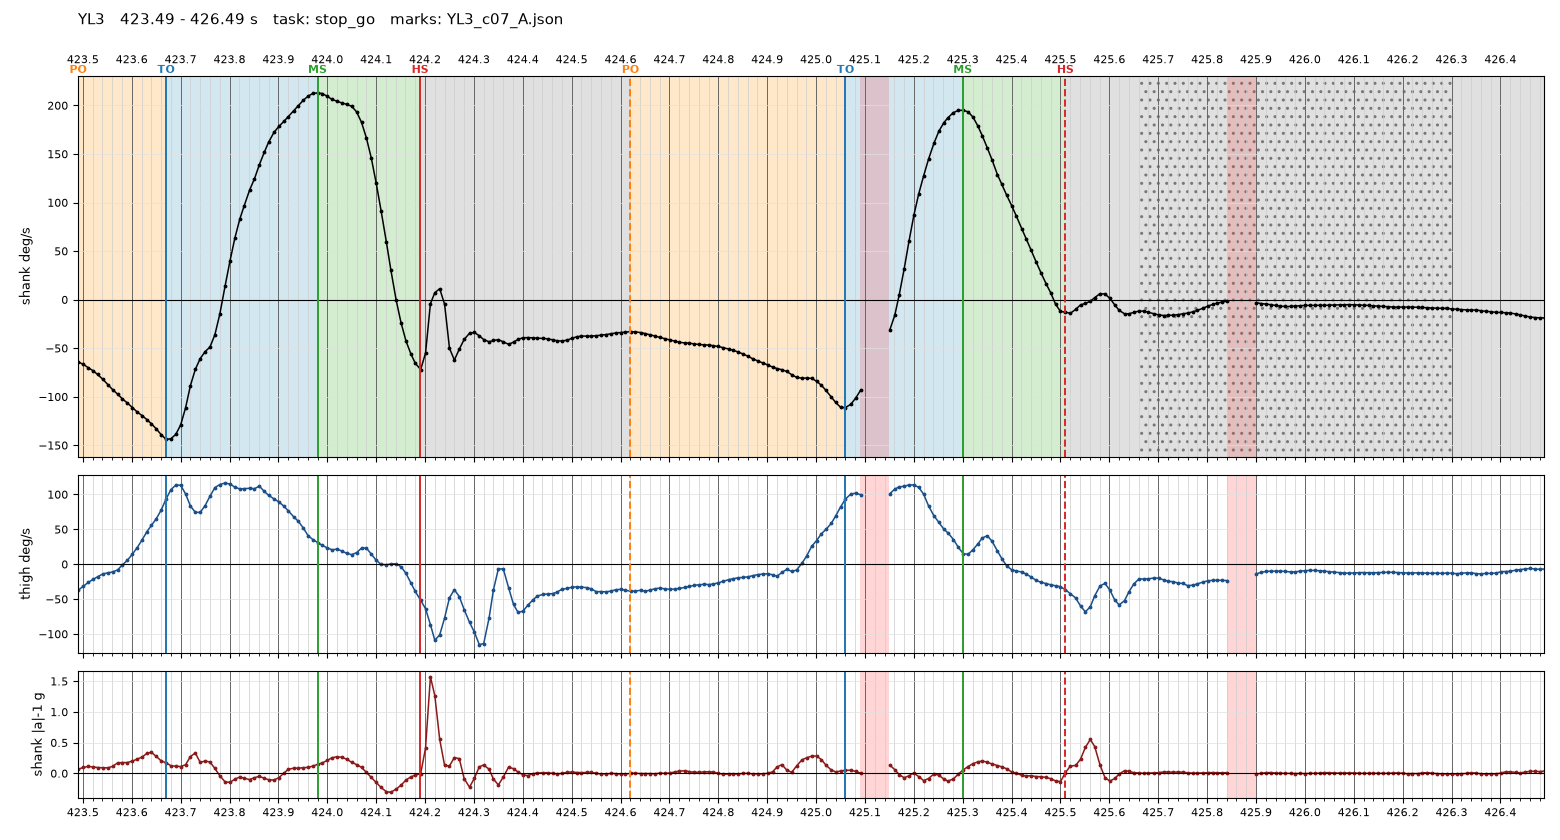 YL3 423.49 - 426.49 s task: stop_go marks: YL3_c07_A.json
423.5 423.6 423.7 423.8 423.9 424.0 424.1 424.2 424.3 424.4 424.5 424.6 424.7 424.8 424.9 425.0 425.1 425.2 425.3 425.4 425.5 425.6 425.7 425.8 425.9 426.0 426.1 426.2 426.3 426.4
PO TO MS HS PO TO MS HS
shank deg/s
200
150
100
50
0
−50
−100
−150
thigh deg/s
100
50
0
−50
−100
shank |a|-1 g
1.5
1.0
0.5
0.0
423.5 423.6 423.7 423.8 423.9 424.0 424.1 424.2 424.3 424.4 424.5 424.6 424.7 424.8 424.9 425.0 425.1 425.2 425.3 425.4 425.5 425.6 425.7 425.8 425.9 426.0 426.1 426.2 426.3 426.4